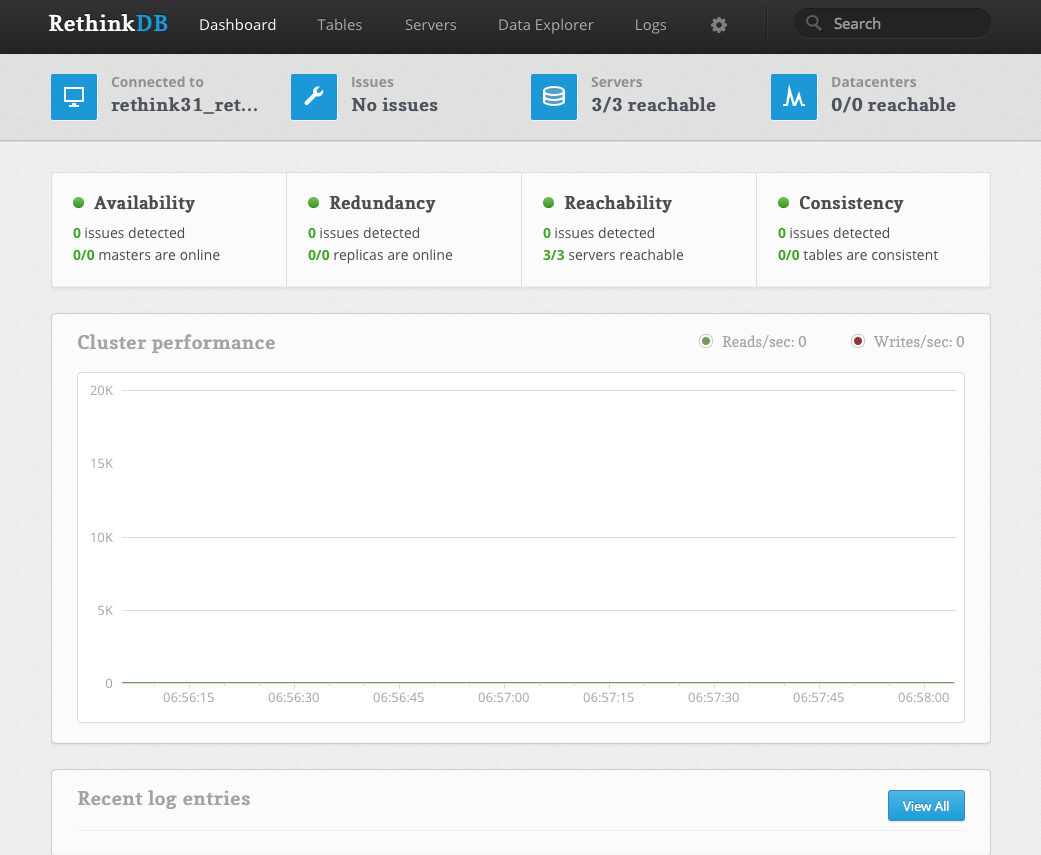 RethinkDB Dashboard Tables Servers Data Explorer Logs Search
Connected to
rethink31_ret...
Issues
No issues
Servers
3/3 reachable
Datacenters
0/0 reachable
Availability
0 issues detected
0/0 masters are online
Redundancy
0 issues detected
0/0 replicas are online
Reachability
0 issues detected
3/3 servers reachable
Consistency
0 issues detected
0/0 tables are consistent
Cluster performance
Reads/sec: 0 Writes/sec: 0
20K
15K
10K
5K
0
06:56:15 06:56:30 06:56:45 06:57:00 06:57:15 06:57:30 06:57:45 06:58:00
Recent log entries
View All